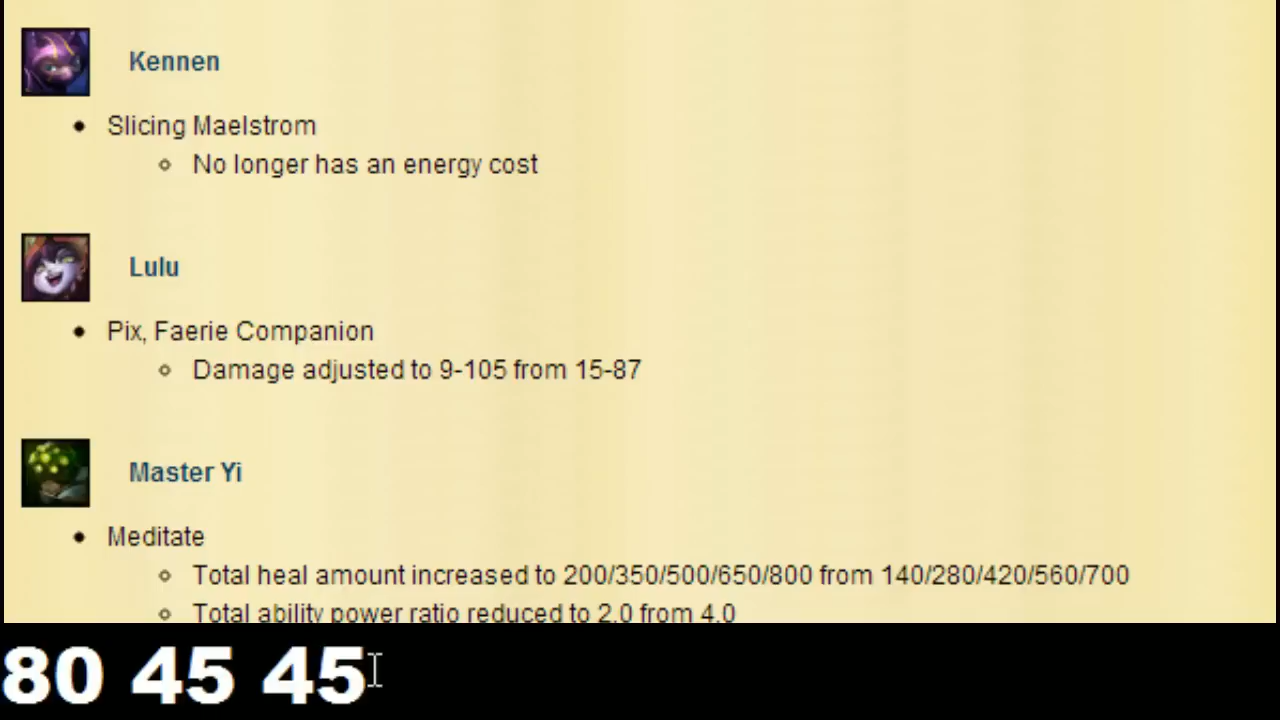 Kennen
Slicing Maelstrom
No longer has an energy cost
Lulu
Pix, Faerie Companion
Damage adjusted to 9-105 from 15-87
Master Yi
Meditate
Total heal amount increased to 200/350/500/650/800 from 140/280/420/560/700
Total ability power ratio reduced to 2.0 from 4.0
80 45 45